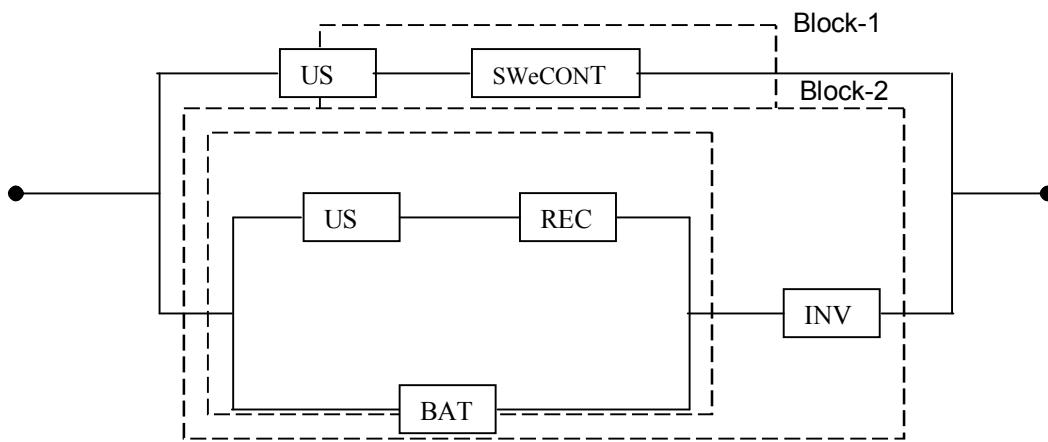 Block-1
US
SWeCONT
Block-2
US
REC
INV
BAT